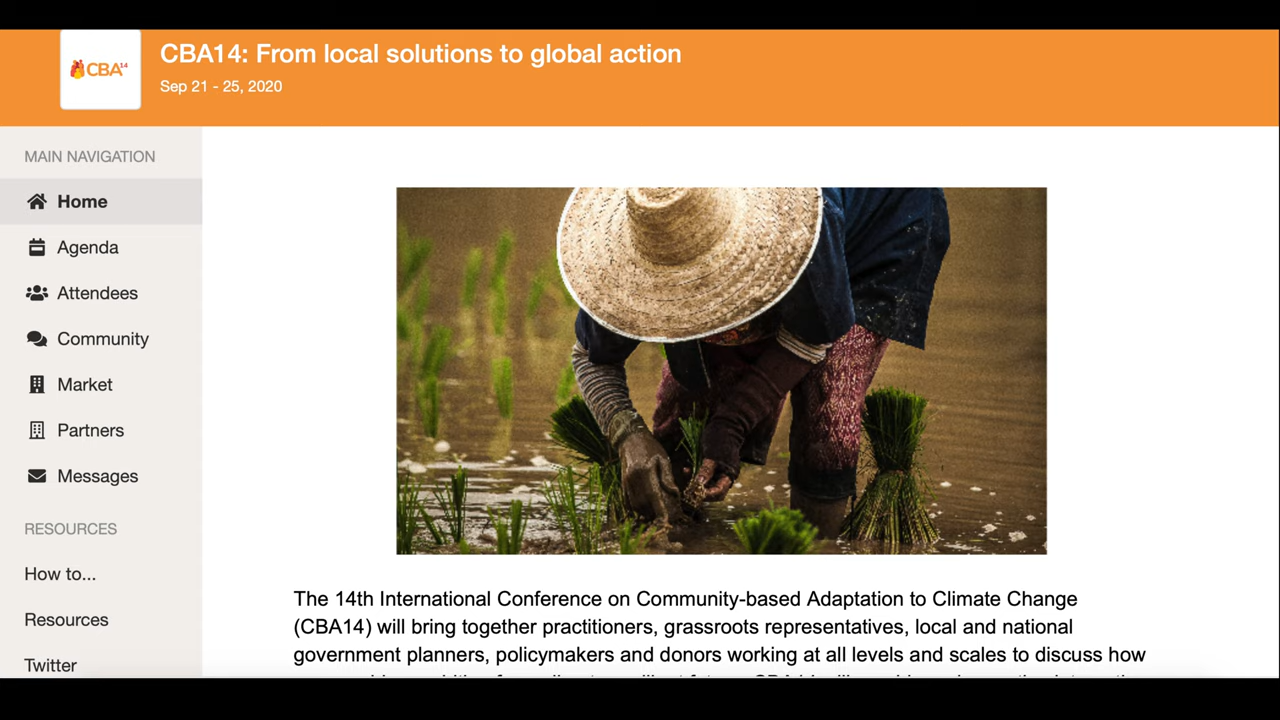 CBA14
CBA14: From local solutions to global action
Sep 21 - 25, 2020
MAIN NAVIGATION
Home
Agenda
Attendees
Community
Market
Partners
Messages
RESOURCES
How to...
Resources
Twitter
The 14th International Conference on Community-based Adaptation to Climate Change
(CBA14) will bring together practitioners, grassroots representatives, local and national
government planners, policymakers and donors working at all levels and scales to discuss how